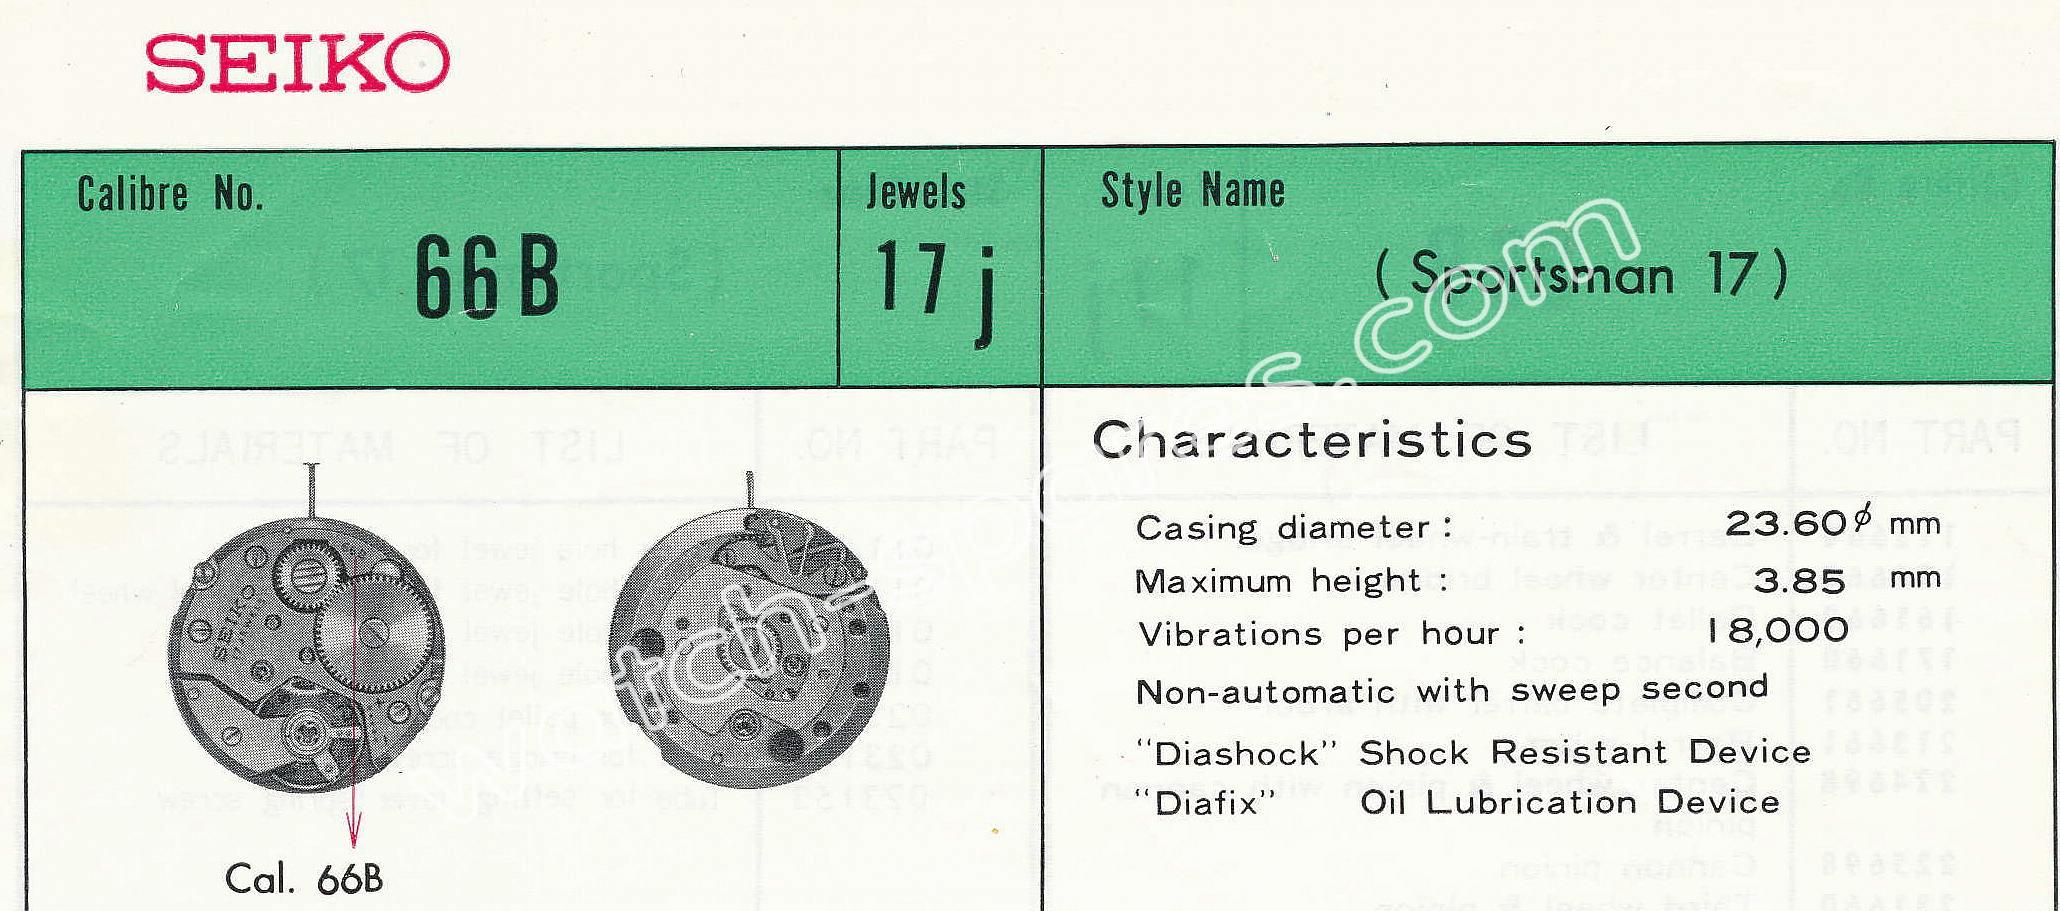 SEIKO
Calibre No.
66B
Jewels
17 j
Style Name
( Sportsman 17 )
SEIKO
Cal. 66B
Characteristics
Casing diameter : 23.60ϕ mm
Maximum height : 3.85 mm
Vibrations per hour : 18,000
Non-automatic with sweep second
“Diashock” Shock Resistant Device
“Diafix” Oil Lubrication Device